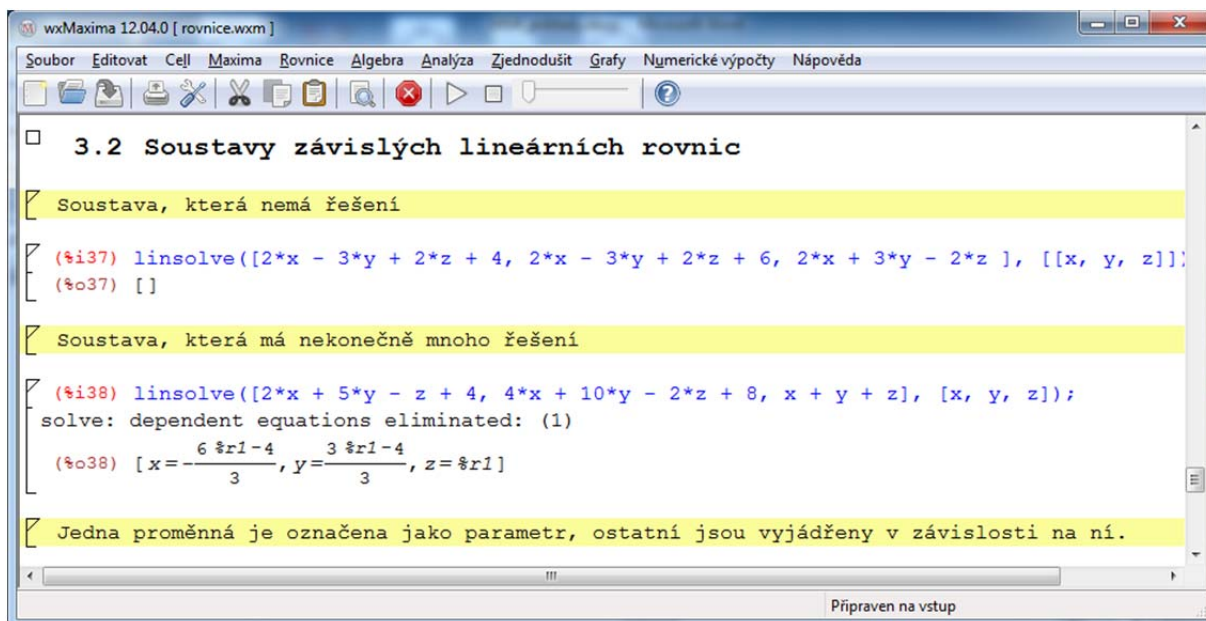 wxMaxima 12.04.0 [ rovnice.wxm ]
Soubor Editovat Cell Maxima Rovnice Algebra Analýza Zjednodušit Grafy Numerické výpočty Nápověda
3.2 Soustavy závislých lineárních rovnic
Soustava, která nemá řešení
(%i37) linsolve([2*x - 3*y + 2*z + 4, 2*x - 3*y + 2*z + 6, 2*x + 3*y - 2*z ], [[x, y, z]])
(%o37) []
Soustava, která má nekonečně mnoho řešení
(%i38) linsolve([2*x + 5*y - z + 4, 4*x + 10*y - 2*z + 8, x + y + z], [x, y, z]);
solve: dependent equations eliminated: (1)
(%o38) [x=-(6 %r1-4)/3, y=(3 %r1-4)/3, z=%r1]
Jedna proměnná je označena jako parametr, ostatní jsou vyjádřeny v závislosti na ní.
Připraven na vstup